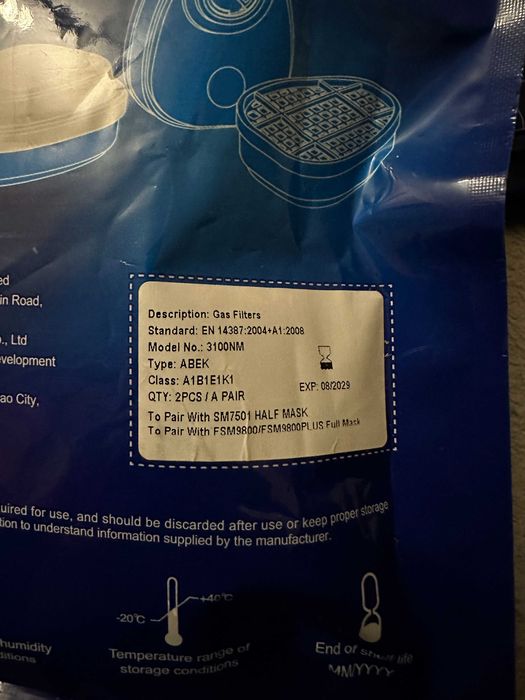 ed
in Road,
., Ltd
evelopment
ao City,
Description: Gas Filters
Standard: EN 14387:2004+A1:2008
Model No.: 3100NM
Type: ABEK
Class: A1B1E1K1
EXP: 08/2029
QTY: 2PCS / A PAIR
To Pair With SM7501 HALF MASK
To Pair With FSM9800/FSM9800PLUS Full Mask
uired for use, and should be discarded after use or keep proper storage
tion to understand information supplied by the manufacturer.
-20°C
+40°C
humidity
ditions
Temperature range of
storage conditions
End of shelf life
MM/YYYY